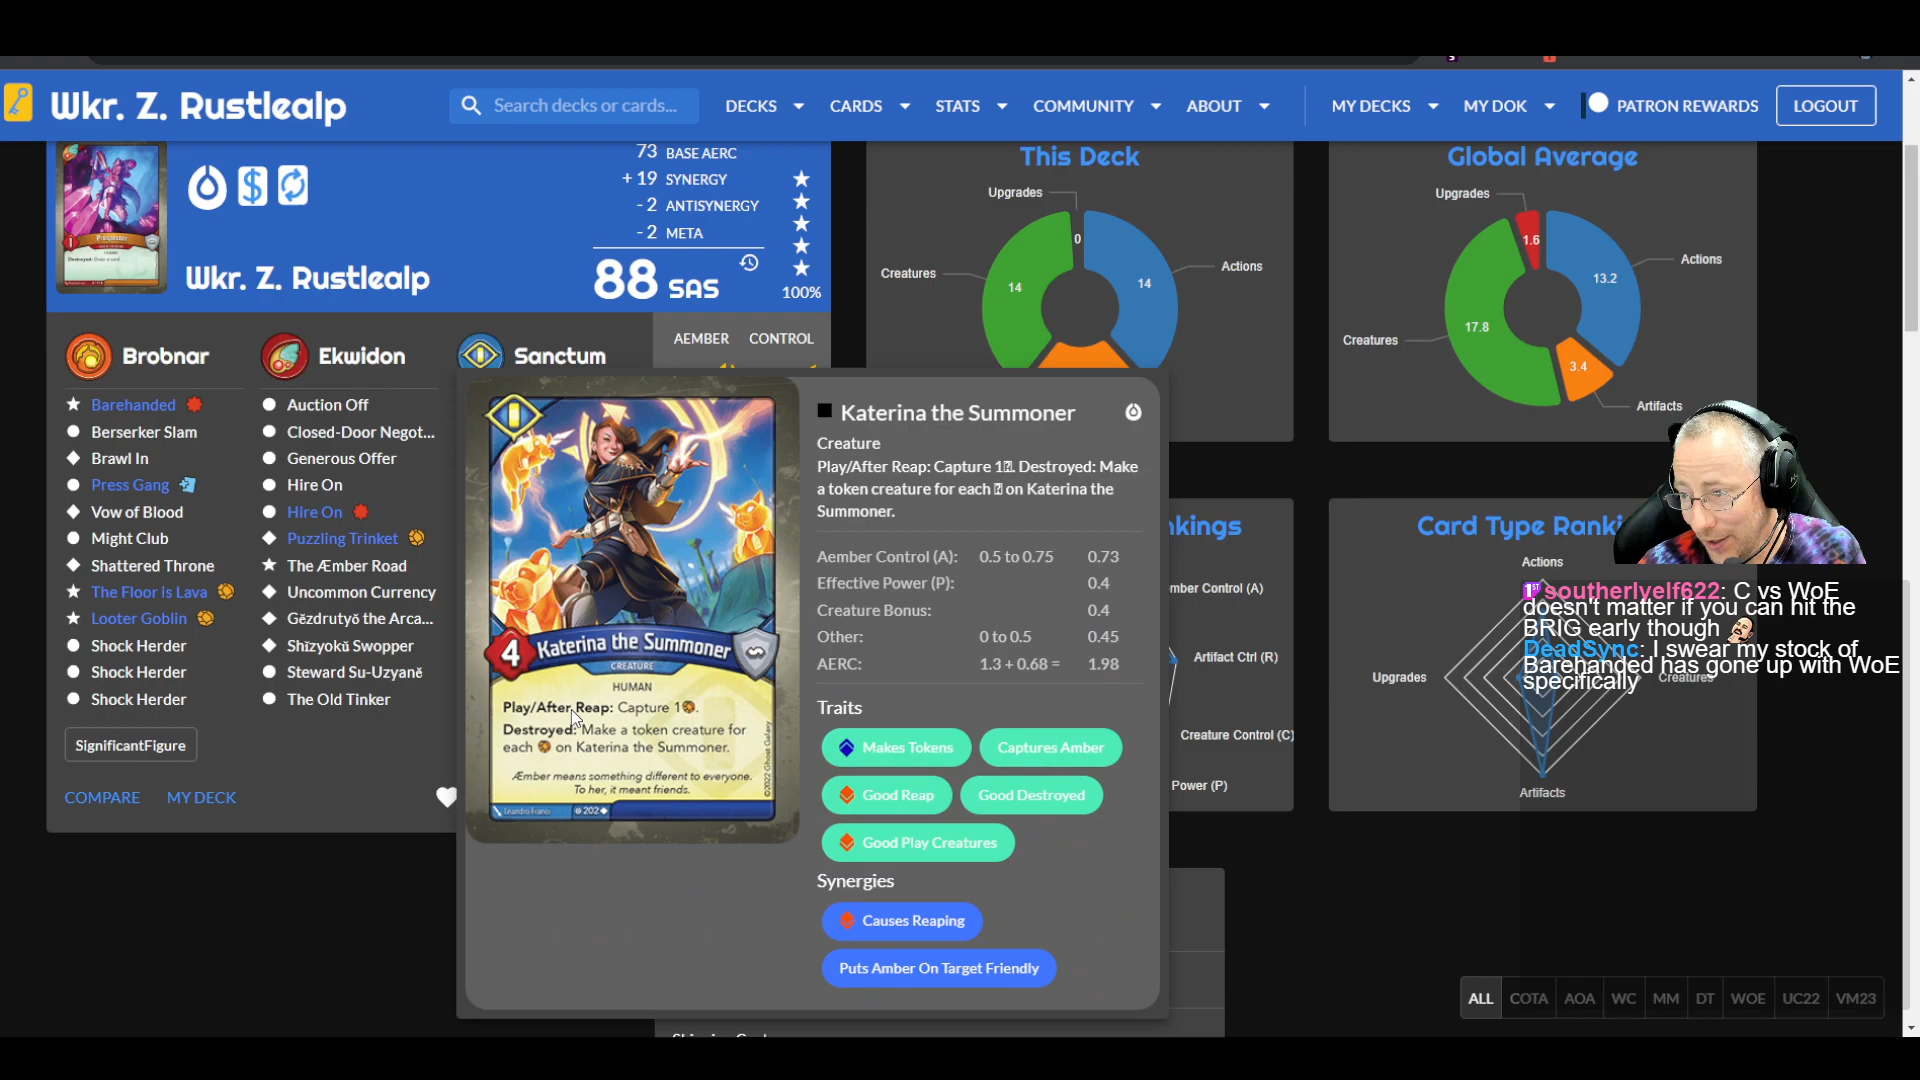 Wkr. Z. Rustlealp
Search decks or cards...
DECKS
CARDS
STATS
COMMUNITY
ABOUT
MY DECKS
MY DOK
PATRON REWARDS
LOGOUT
73 BASE AERC
+ 19 SYNERGY
- 2 ANTISYNERGY
- 2 META
88 SAS
100%
Wkr. Z. Rustlealp
Brobnar
Barehanded
Berserker Slam
Brawl In
Press Gang
Vow of Blood
Might Club
Shattered Throne
The Floor Is Lava
Looter Goblin
Shock Herder
Shock Herder
Shock Herder
Ekwidon
Auction Off
Closed-Door Negot...
Generous Offer
Hire On
Hire On
Puzzling Trinket
The Æmber Road
Uncommon Currency
Gĕzdrutyŏ the Arca...
Shĭzyokŭ Swopper
Steward Su-Uzyanĕ
The Old Tinker
Sanctum
AEMBER
CONTROL
SignificantFigure
COMPARE
MY DECK
4
Katerina the Summoner
CREATURE
HUMAN
Play/After Reap: Capture 1
Destroyed: Make a token creature for
each on Katerina the Summoner.
Æmber means something different to everyone.
To her, it meant friends.
Leandro Franci
202
©2022 Ghost Galaxy
Katerina the Summoner
Creature
Play/After Reap: Capture 1. Destroyed: Make
a token creature for each on Katerina the
Summoner.
Aember Control (A): 0.5 to 0.75 0.73
Effective Power (P): 0.4
Creature Bonus: 0.4
Other: 0 to 0.5 0.45
AERC: 1.3 + 0.68 = 1.98
Traits
Makes Tokens
Captures Amber
Good Reap
Good Destroyed
Good Play Creatures
Synergies
Causes Reaping
Puts Amber On Target Friendly
This Deck
Upgrades
0
Creatures
14
14
Actions
Global Average
Upgrades
1.6
Actions
13.2
Creatures
17.8
3.4
Artifacts
nkings
mber Control (A)
Artifact Ctrl (R)
Creature Control (C)
Power (P)
Card Type Ranki
Actions
Upgrades
Creatures
Artifacts
southerlyelf622: C vs WoE
doesn't matter if you can hit the
BRIG early though
DeadSync: I swear my stock of
Barehanded has gone up with WoE
specifically
ALL
COTA
AOA
WC
MM
DT
WOE
UC22
VM23